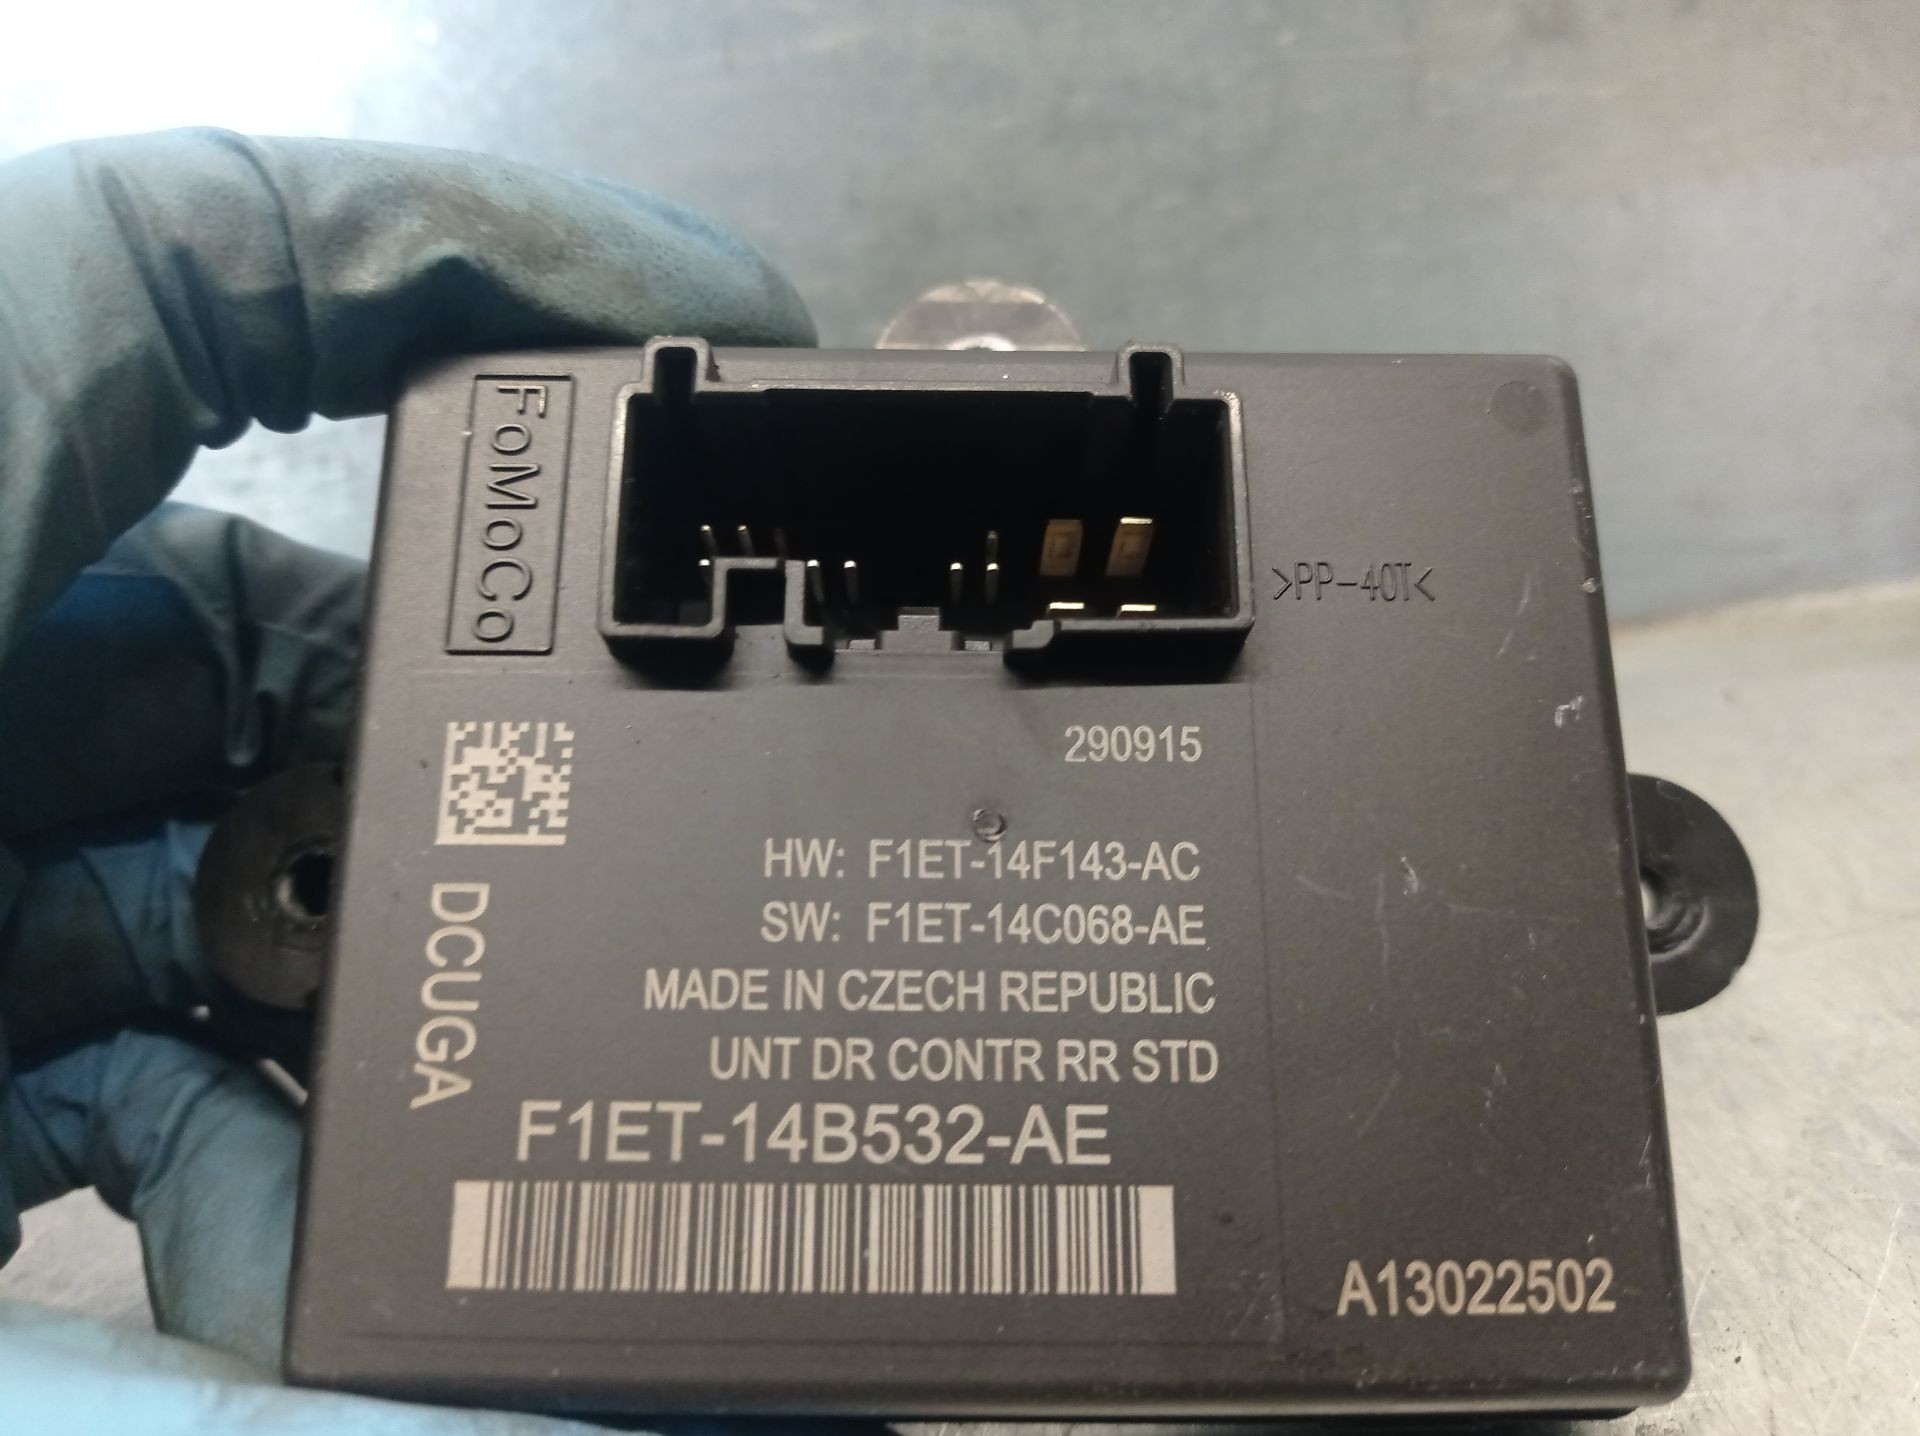 FoMoCo
>PP-40T<
290915
HW: F1ET-14F143-AC
SW: F1ET-14C068-AE
MADE IN CZECH REPUBLIC
UNT DR CONTR RR STD
DCUGA
F1ET-14B532-AE
A13022502